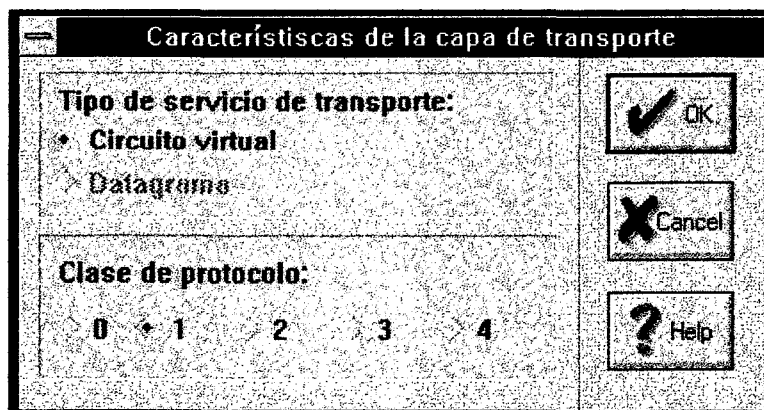 Característiscas de la capa de transporte
Tipo de servicio de transporte:
Circuito virtual
Datagrama
Clase de protocolo:
0 1 2 3 4
OK
Cancel
Help